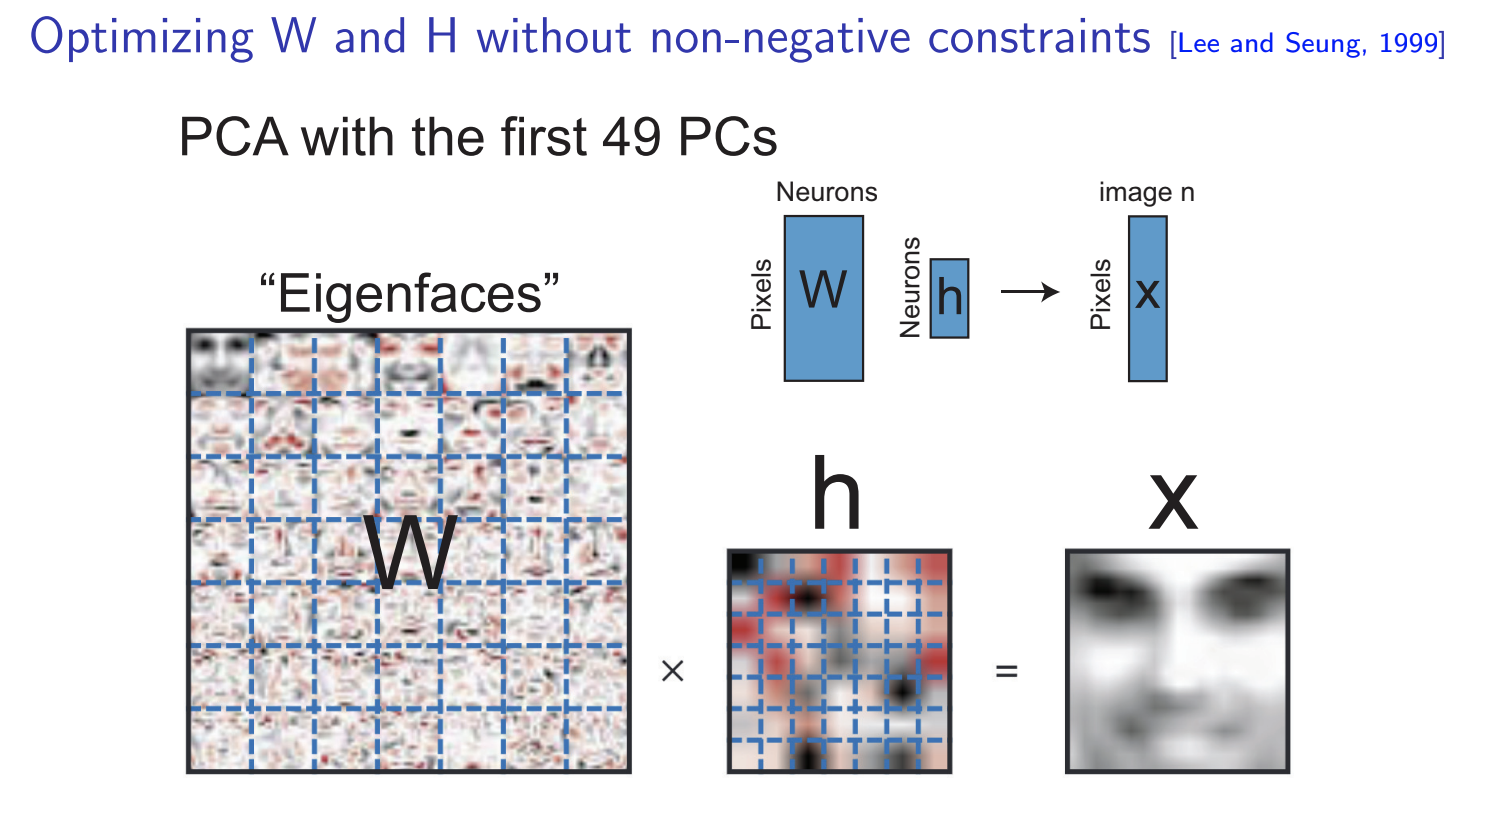 Optimizing W and H without non-negative constraints [Lee and Seung, 1999]
PCA with the first 49 PCs
Neurons
image n
Pixels
W
Neurons
h
Pixels
x
“Eigenfaces”
W
×
h
=
x